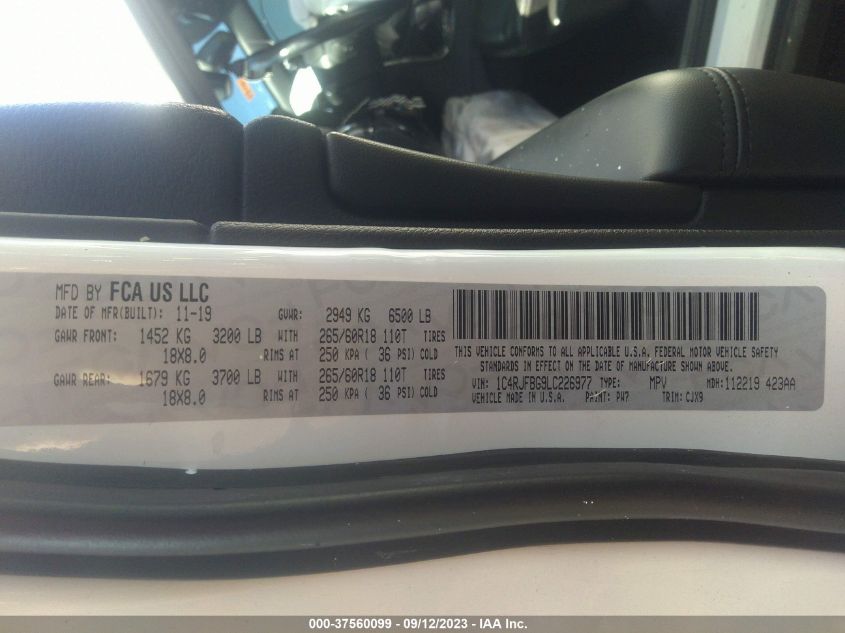 MFD BY FCA US LLC
DATE OF MFR(BUILT): 11-19 GVWR: 2949 KG 6500 LB
GAWR FRONT: 1452 KG 3200 LB WITH 265/60R18 110T TIRES
18X8.0 RIMS AT 250 KPA ( 36 PSI) COLD
GAWR REAR: 1679 KG 3700 LB WITH 265/60R18 110T TIRES
18X8.0 RIMS AT 250 KPA ( 36 PSI) COLD
THIS VEHICLE CONFORMS TO ALL APPLICABLE U.S.A. FEDERAL MOTOR VEHICLE SAFETY
STANDARDS IN EFFECT ON THE DATE OF MANUFACTURE SHOWN ABOVE.
VIN: 1C4RJFBG9LC226977 TYPE: MPV MDH:112219 423AA
VEHICLE MADE IN U.S.A. PAINT: PW7 TRIM: CJX9
000-37560099 - 09/12/2023 - IAA Inc.